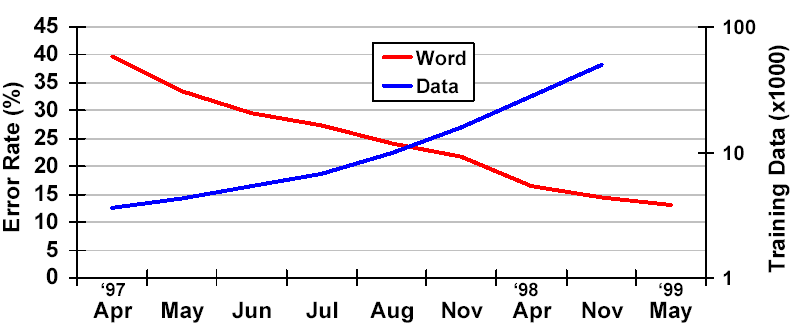 45
40
35
30
25
20
15
10
5
0
Error Rate (%)
Word
Data
100
10
1
Training Data (x1000)
‘97 ‘98 ‘99
Apr May Jun Jul Aug Nov Apr Nov May